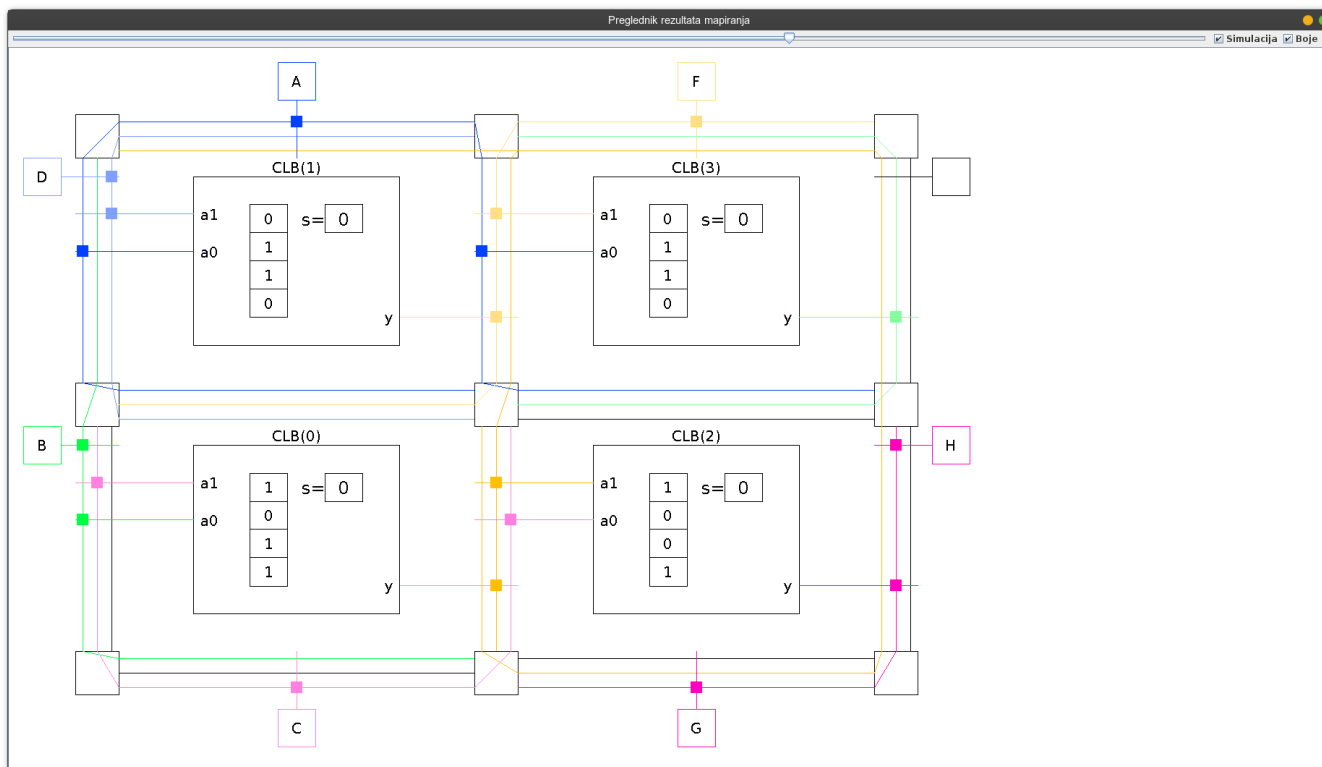 Preglednik rezultata mapiranja
Simulacija Boje
A
F
CLB(1)
CLB(3)
D
a1
0
s= 0
a0
1
1
0
y
a1
0
s= 0
a0
1
1
0
y
CLB(0)
CLB(2)
B
H
a1
1
s= 0
a0
0
1
1
y
a1
1
s= 0
a0
0
0
1
y
C
G